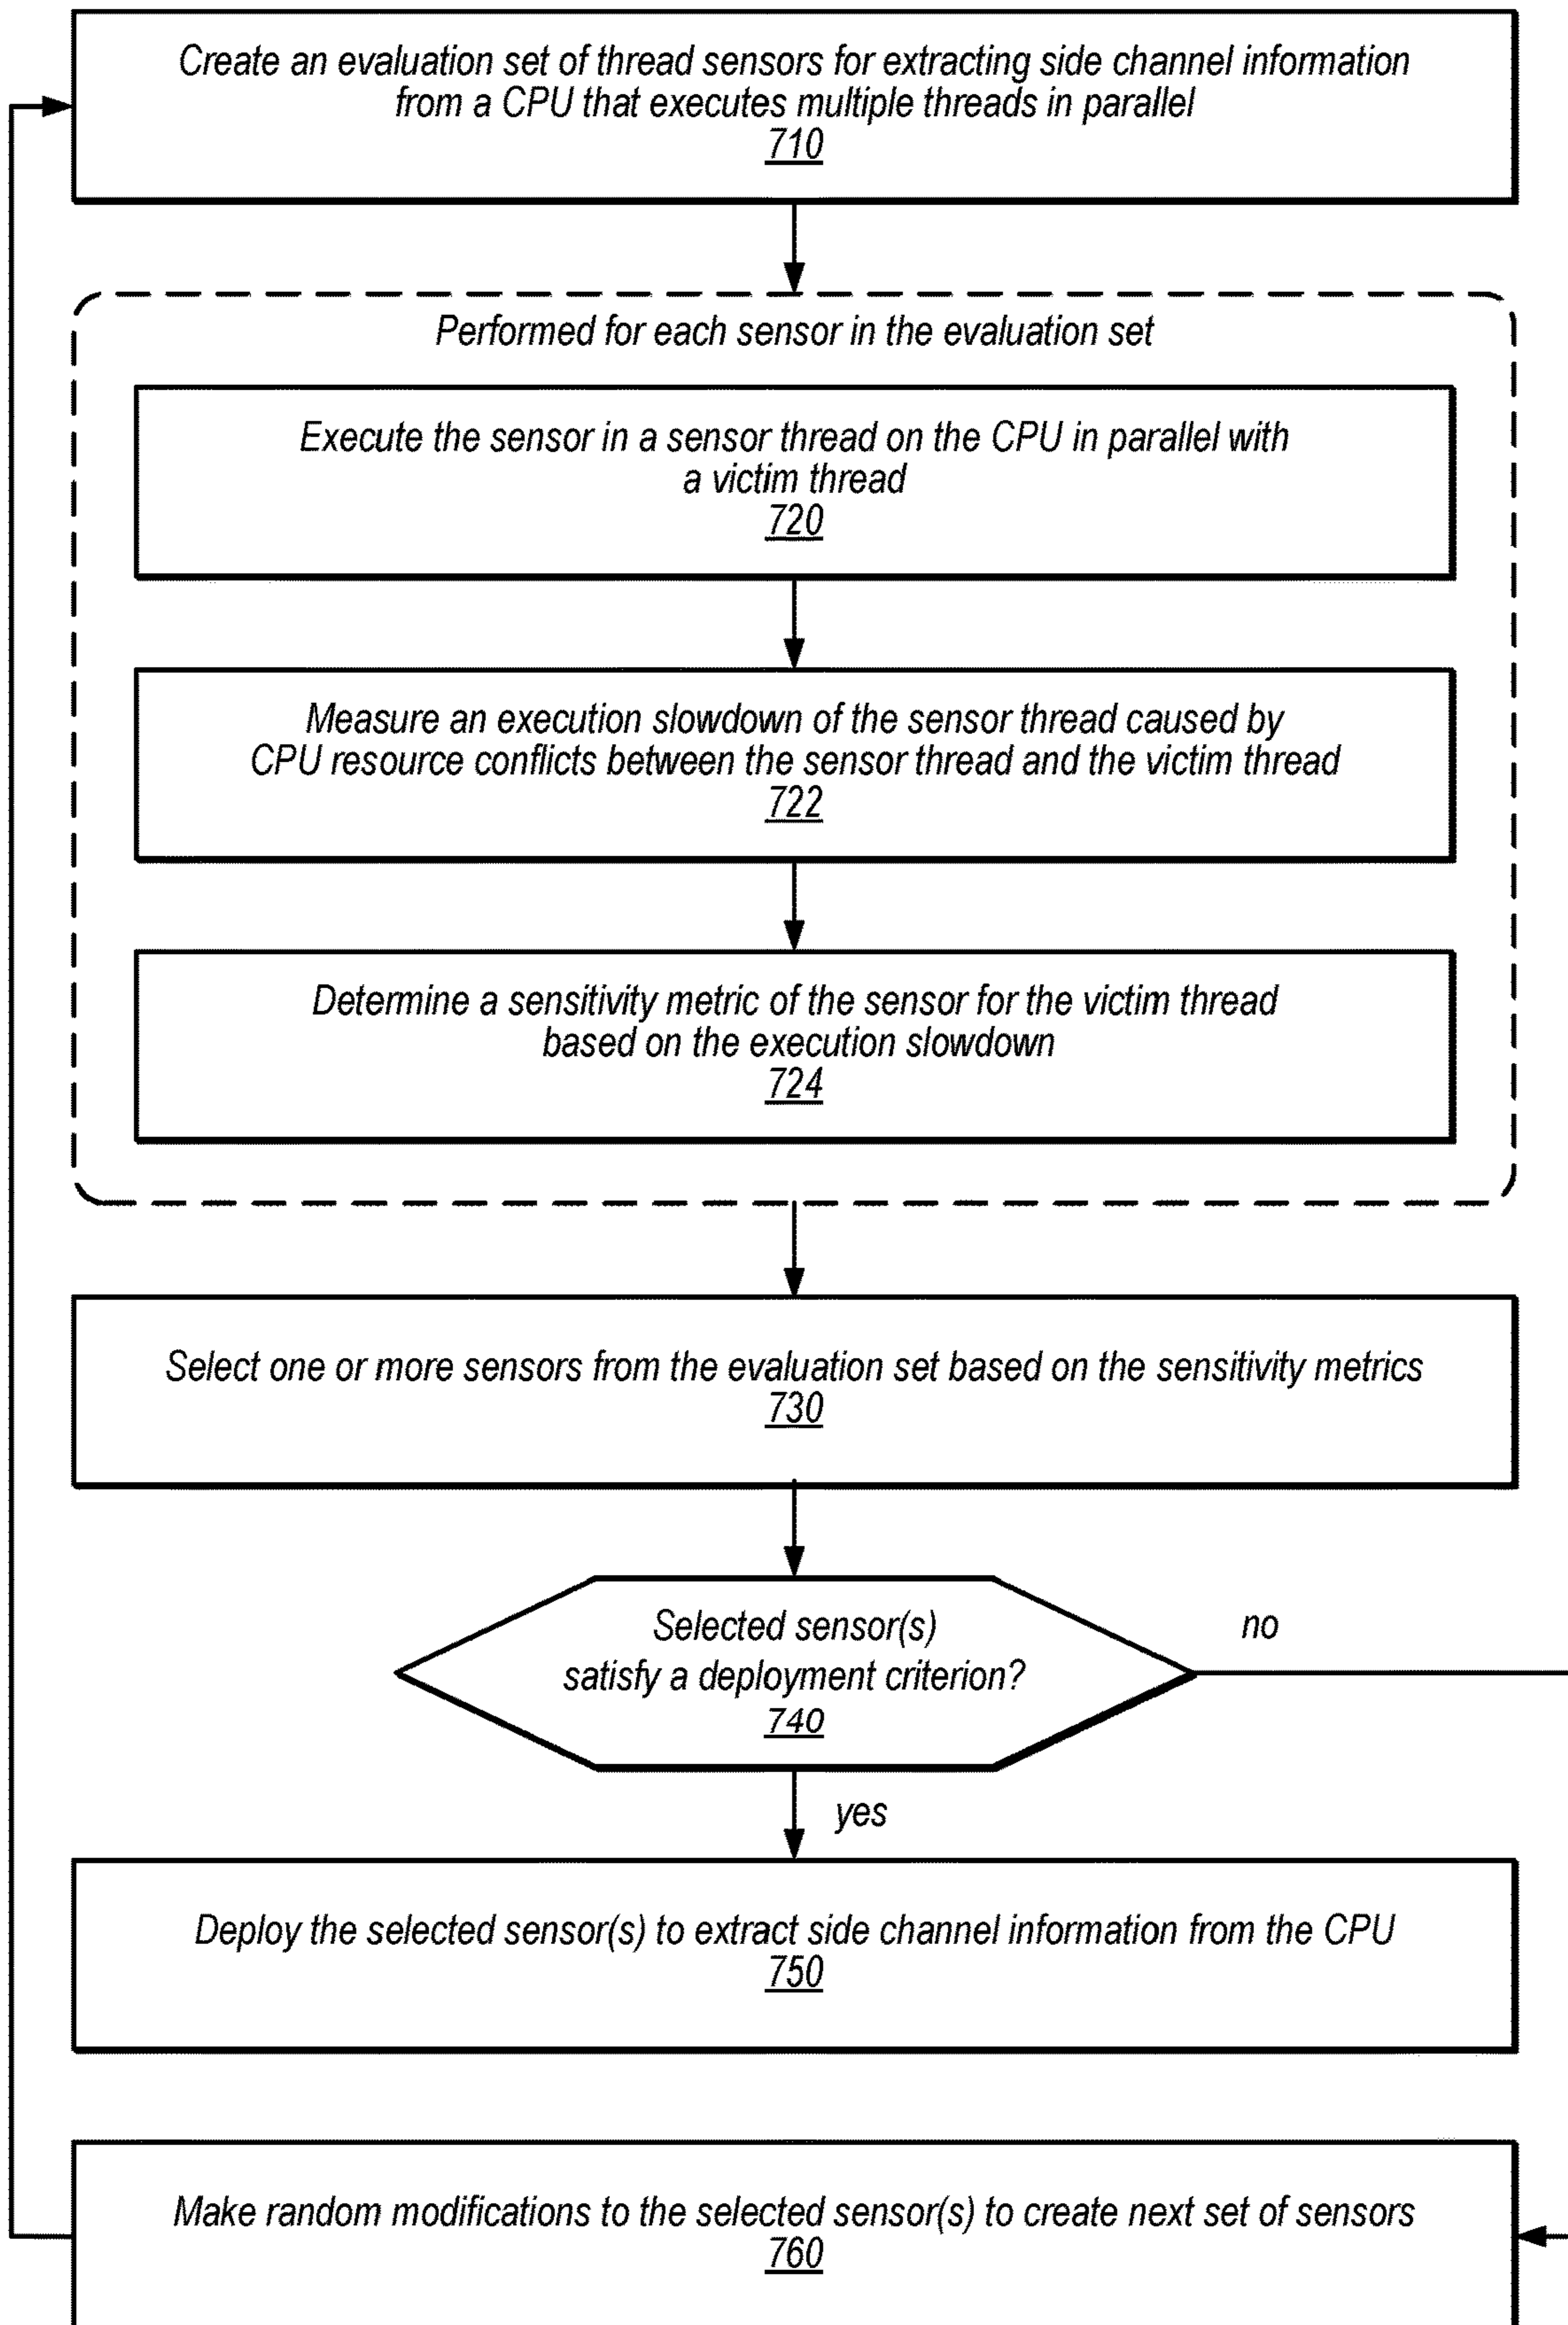 Create an evaluation set of thread sensors for extracting side channel information
from a CPU that executes multiple threads in parallel
710
Performed for each sensor in the evaluation set
Execute the sensor in a sensor thread on the CPU in parallel with
a victim thread
720
Measure an execution slowdown of the sensor thread caused by
CPU resource conflicts between the sensor thread and the victim thread
722
Determine a sensitivity metric of the sensor for the victim thread
based on the execution slowdown
724
Select one or more sensors from the evaluation set based on the sensitivity metrics
730
Selected sensor(s)
satisfy a deployment criterion?
740
no
yes
Deploy the selected sensor(s) to extract side channel information from the CPU
750
Make random modifications to the selected sensor(s) to create next set of sensors
760